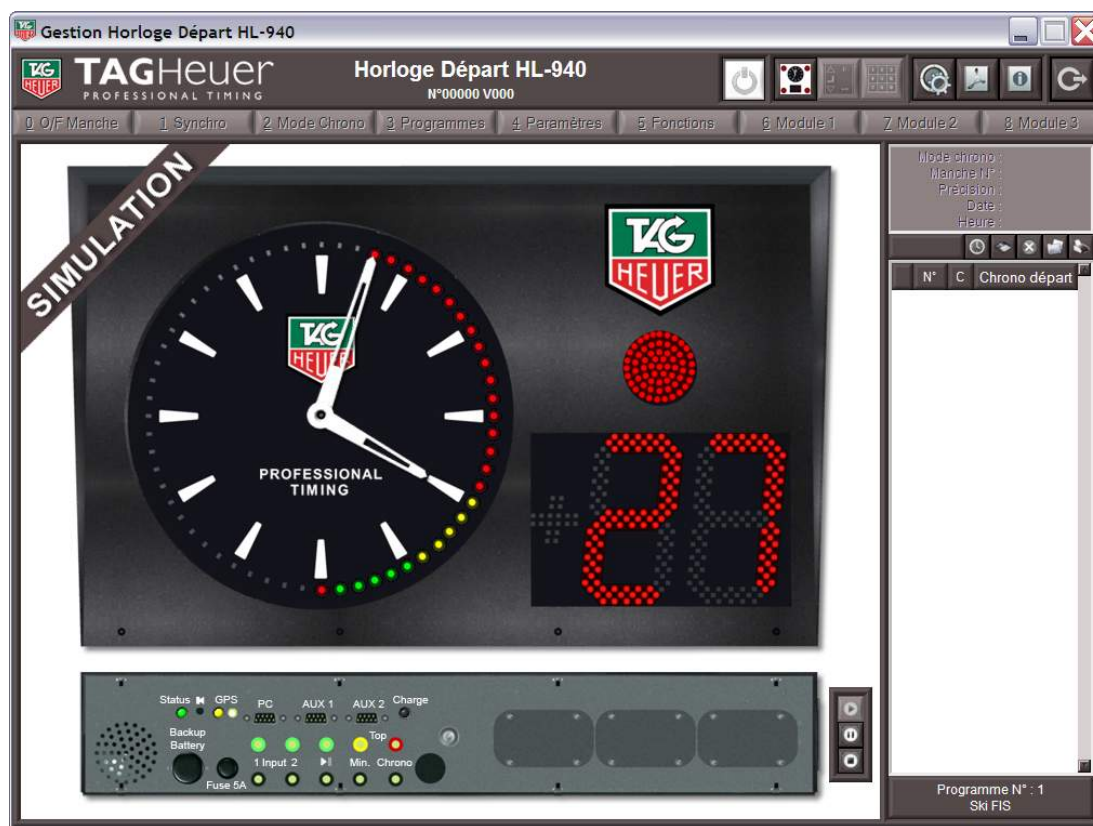 Gestion Horloge Départ HL-940
TAG HEUER
TAGHeuer
PROFESSIONAL TIMING
Horloge Départ HL-940
N°00000 V000
0 O/F Manche
1 Synchro
2 Mode Chrono
3 Programmes
4 Paramètres
5 Fonctions
6 Module 1
7 Module 2
8 Module 3
SIMULATION
TAG HEUER
PROFESSIONAL
TIMING
TAG HEUER
27
Mode chrono :
Manche N° :
Précision :
Date :
Heure :
N° C Chrono départ
Status GPS PC AUX 1 AUX 2 Charge
Backup
Battery
Top
1 Input 2 Min. Chrono
Fuse 5A
Programme N° : 1
Ski FIS